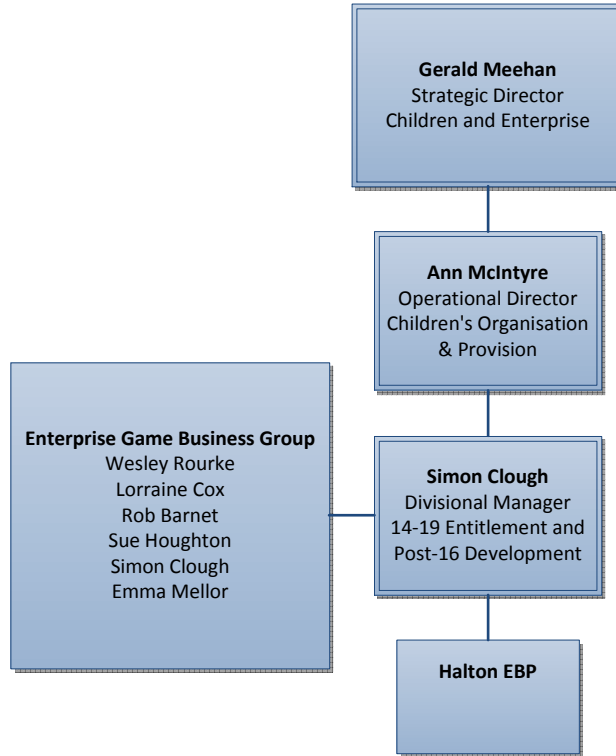 Gerald Meehan
Strategic Director
Children and Enterprise
Ann McIntyre
Operational Director
Children's Organisation
& Provision
Enterprise Game Business Group
Wesley Rourke
Lorraine Cox
Rob Barnet
Sue Houghton
Simon Clough
Emma Mellor
Simon Clough
Divisional Manager
14-19 Entitlement and
Post-16 Development
Halton EBP